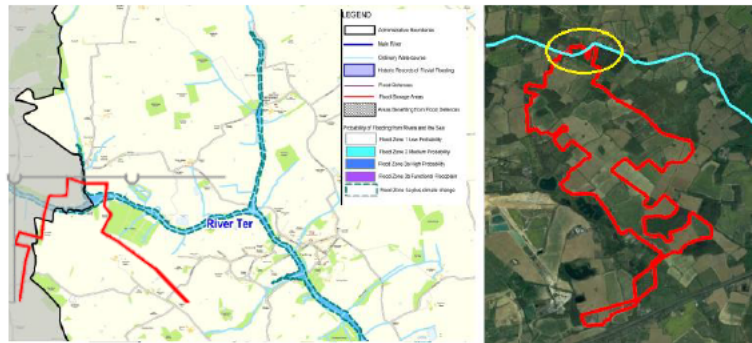 LEGEND
Administrative Boundaries
Main River
Ordinary Watercourse
Historic Records of Fluvial Flooding
Flood Defences
Flood Storage Areas
Areas Benefiting from Flood Defences
Probability of Flooding from Rivers and the Sea
Flood Zone 1 Low Probability
Flood Zone 2 Medium Probability
Flood Zone 3a High Probability
Flood Zone 3b Functional Floodplain
Flood Zone 3a plus climate change
River Ter